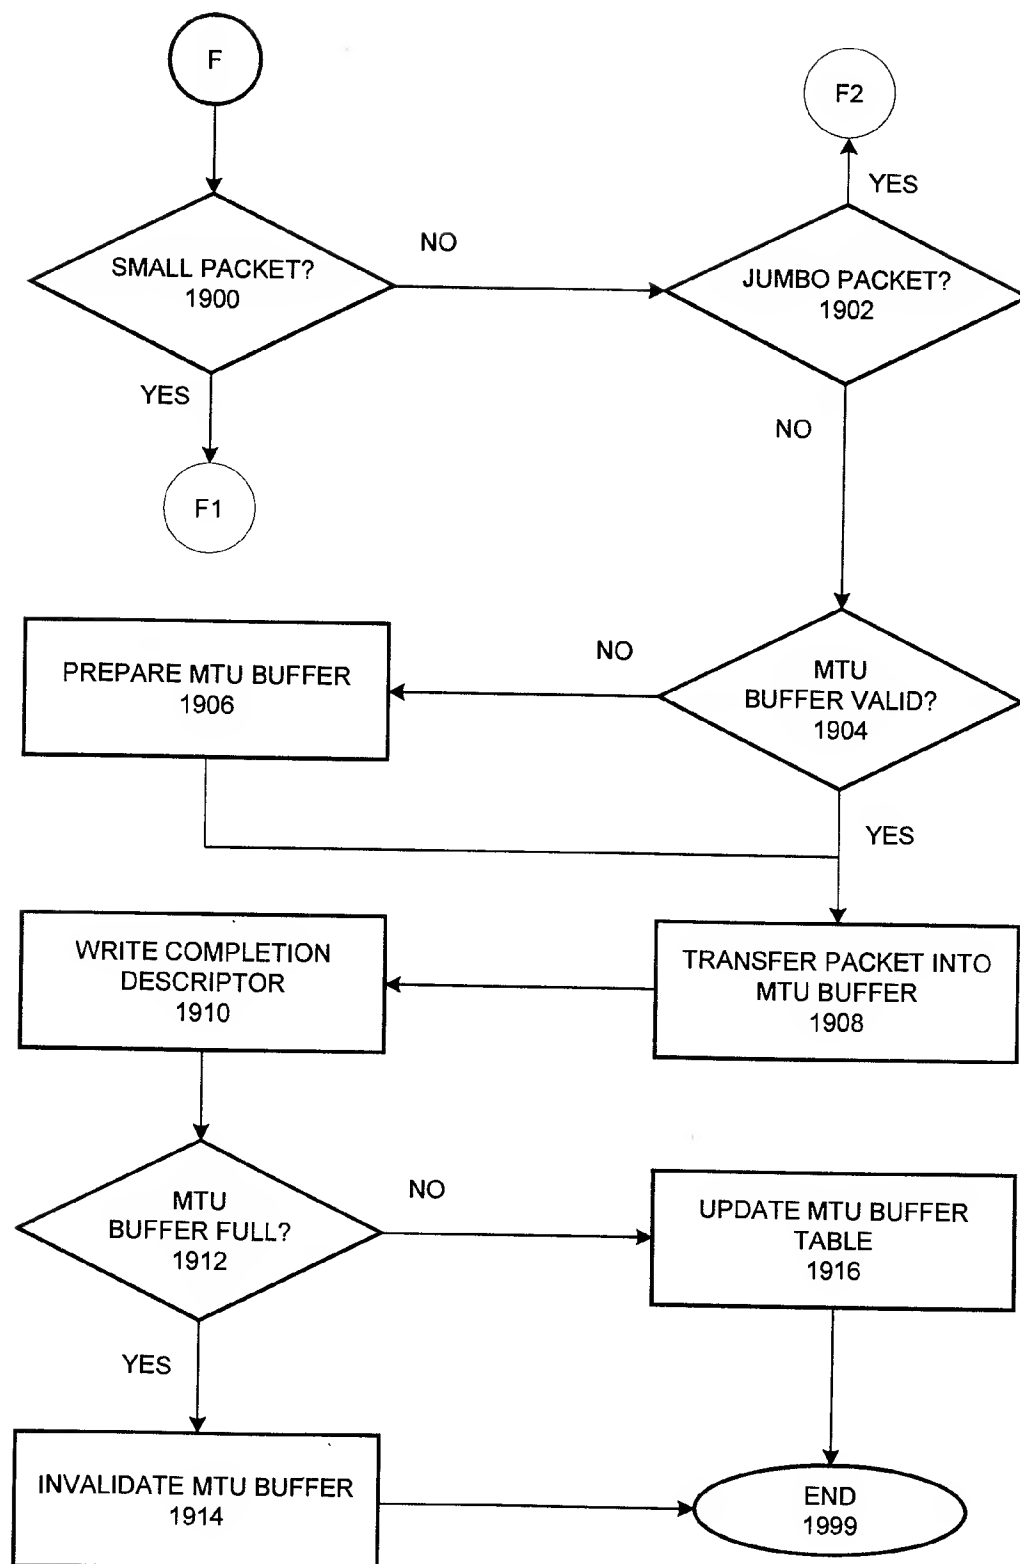 F
F2
YES
NO
SMALL PACKET?
1900
JUMBO PACKET?
1902
YES
NO
F1
PREPARE MTU BUFFER
1906
NO
MTU
BUFFER VALID?
1904
YES
WRITE COMPLETION
DESCRIPTOR
1910
TRANSFER PACKET INTO
MTU BUFFER
1908
MTU
BUFFER FULL?
1912
NO
UPDATE MTU BUFFER
TABLE
1916
YES
INVALIDATE MTU BUFFER
1914
END
1999